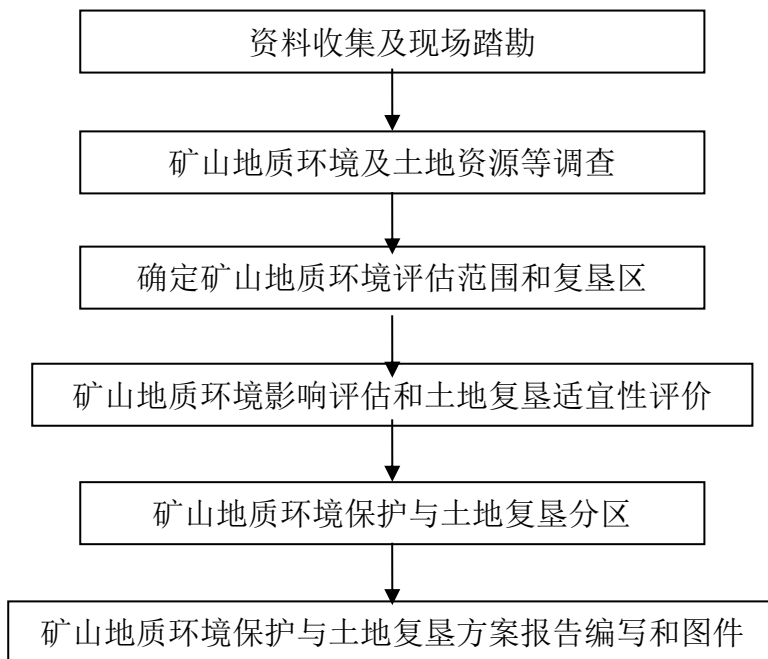 资料收集及现场踏勘
矿山地质环境及土地资源等调查
确定矿山地质环境评估范围和复垦区
矿山地质环境影响评估和土地复垦适宜性评价
矿山地质环境保护与土地复垦分区
矿山地质环境保护与土地复垦方案报告编写和图件